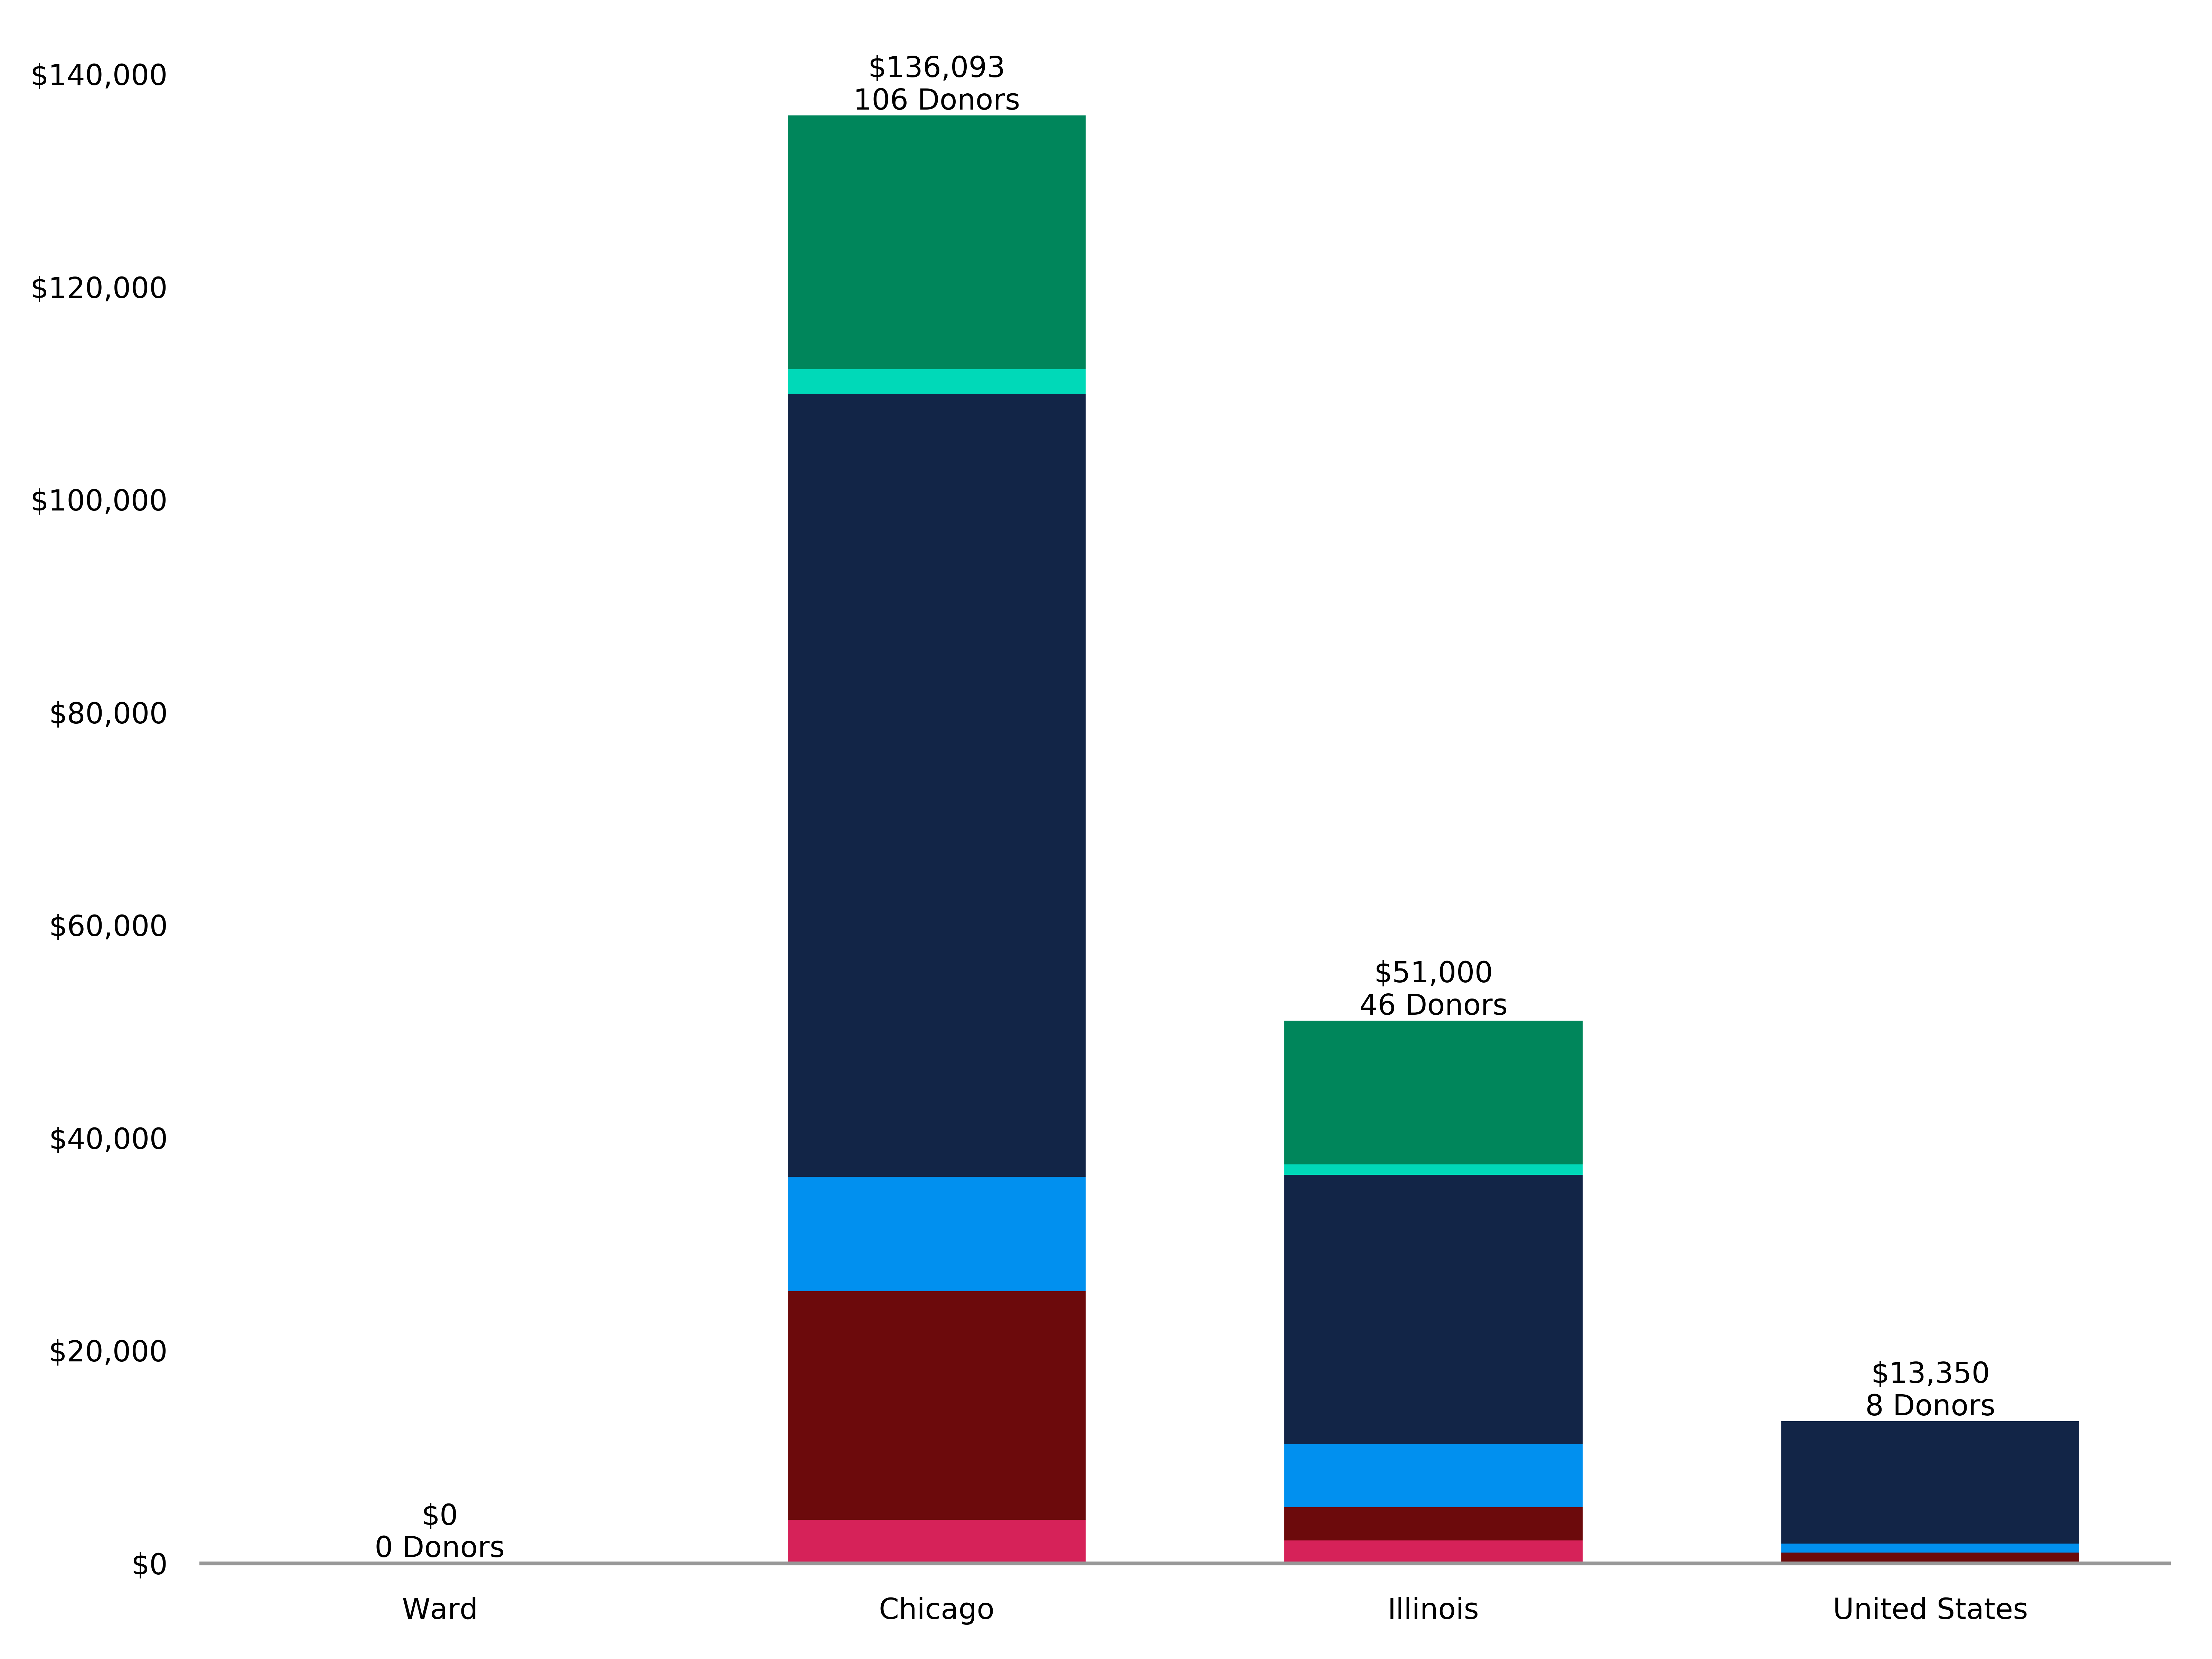 $140,000
$120,000
$100,000
$80,000
$60,000
$40,000
$20,000
$0
$0
0 Donors
$136,093
106 Donors
$51,000
46 Donors
$13,350
8 Donors
Ward
Chicago
Illinois
United States